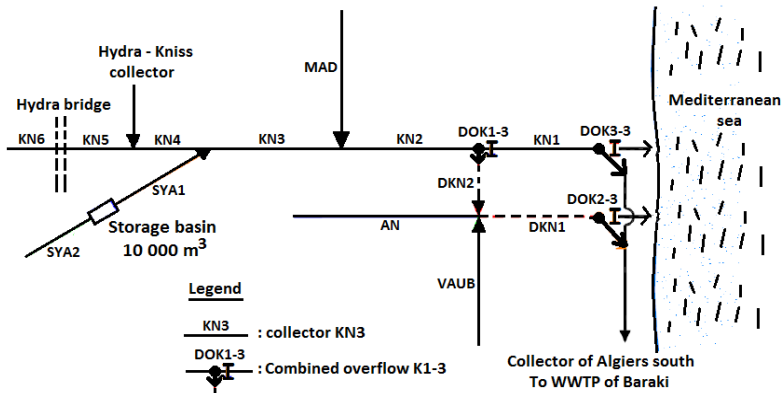 Hydra - Kniss
collector
MAD
Hydra bridge
Mediterranean
sea
KN6
KN5
KN4
KN3
KN2
DOK1-3
KN1
DOK3-3
SYA1
DKN2
DOK2-3
Storage basin
10 000 m³
AN
DKN1
SYA2
VAUB
Legend
KN3
: collector KN3
DOK1-3
: Combined overflow K1-3
Collector of Algiers south
To WWTP of Baraki